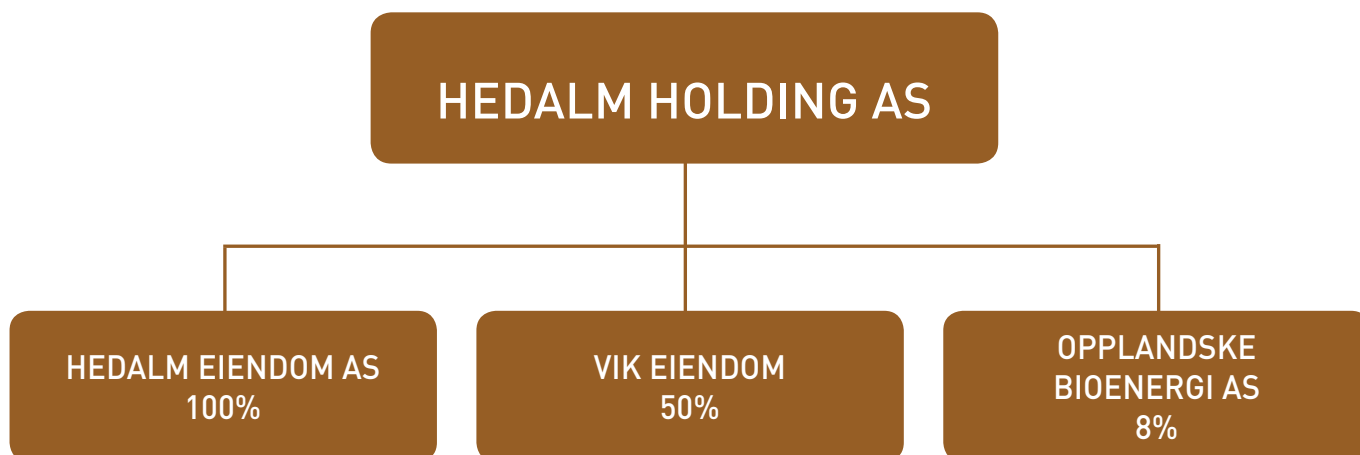 HEDALM HOLDING AS
HEDALM EIENDOM AS
100%
VIK EIENDOM
50%
OPPLANDSKE
BIOENERGI AS
8%